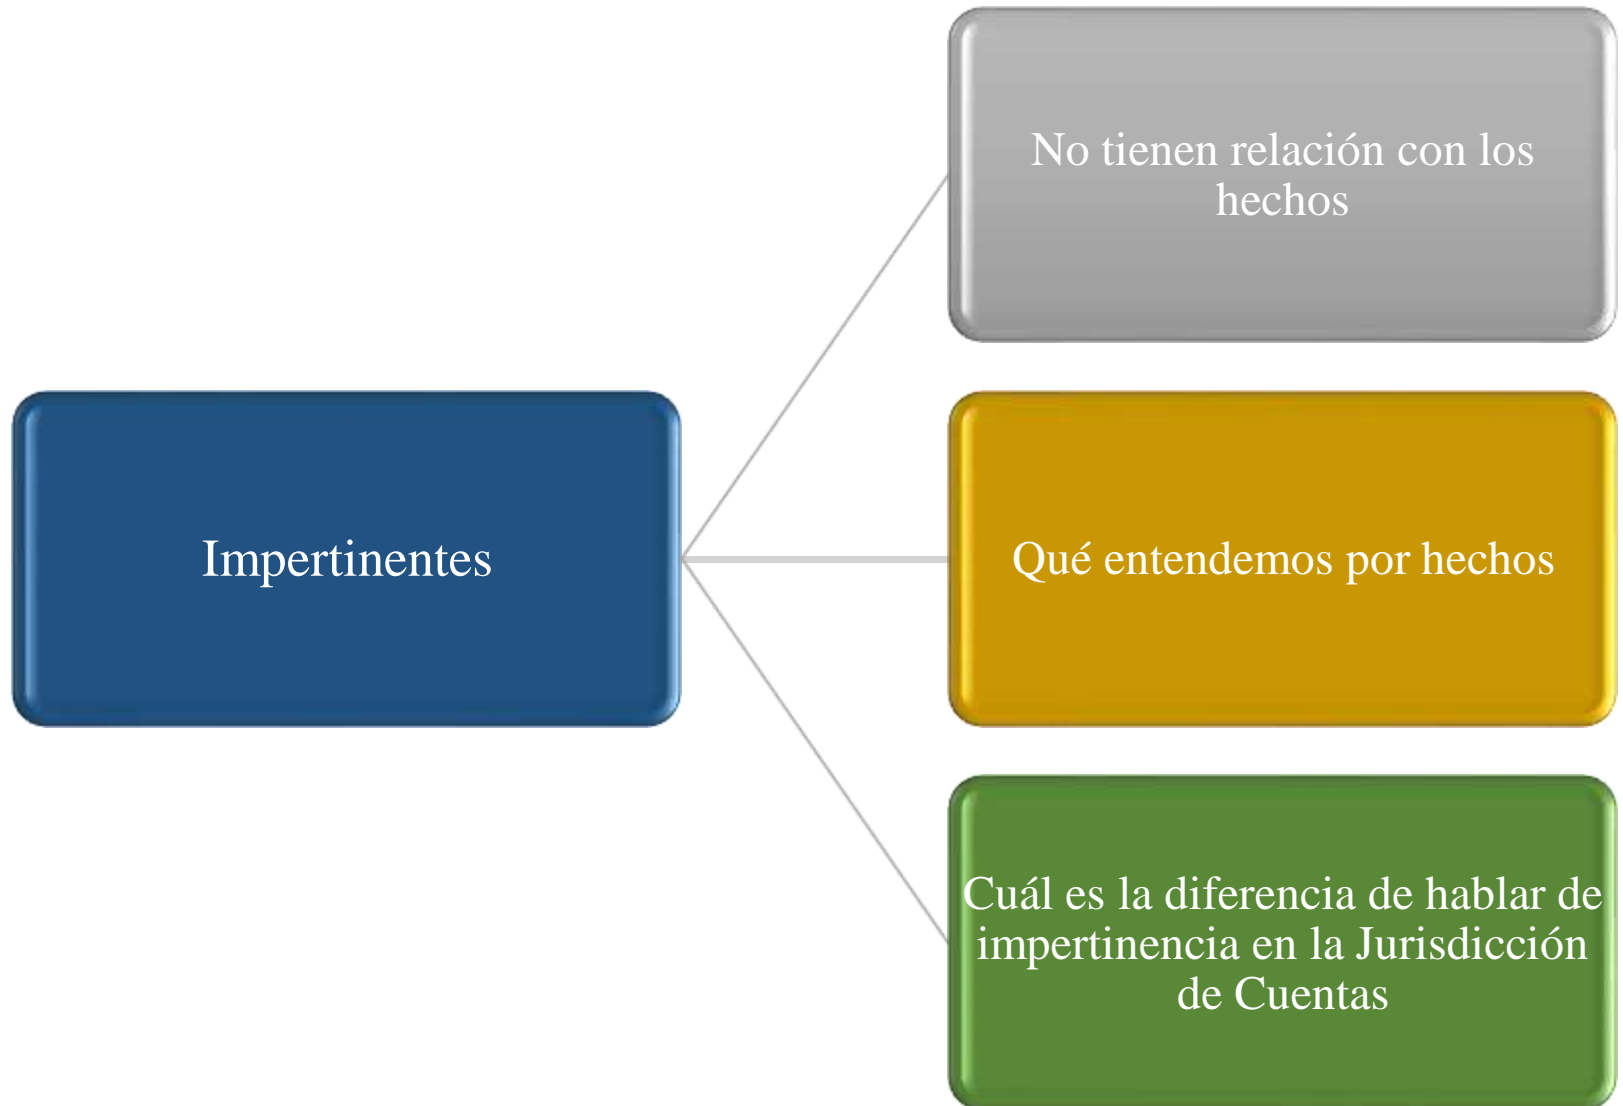 Impertinentes
No tienen relación con los
hechos
Qué entendemos por hechos
Cuál es la diferencia de hablar de
impertinencia en la Jurisdicción
de Cuentas